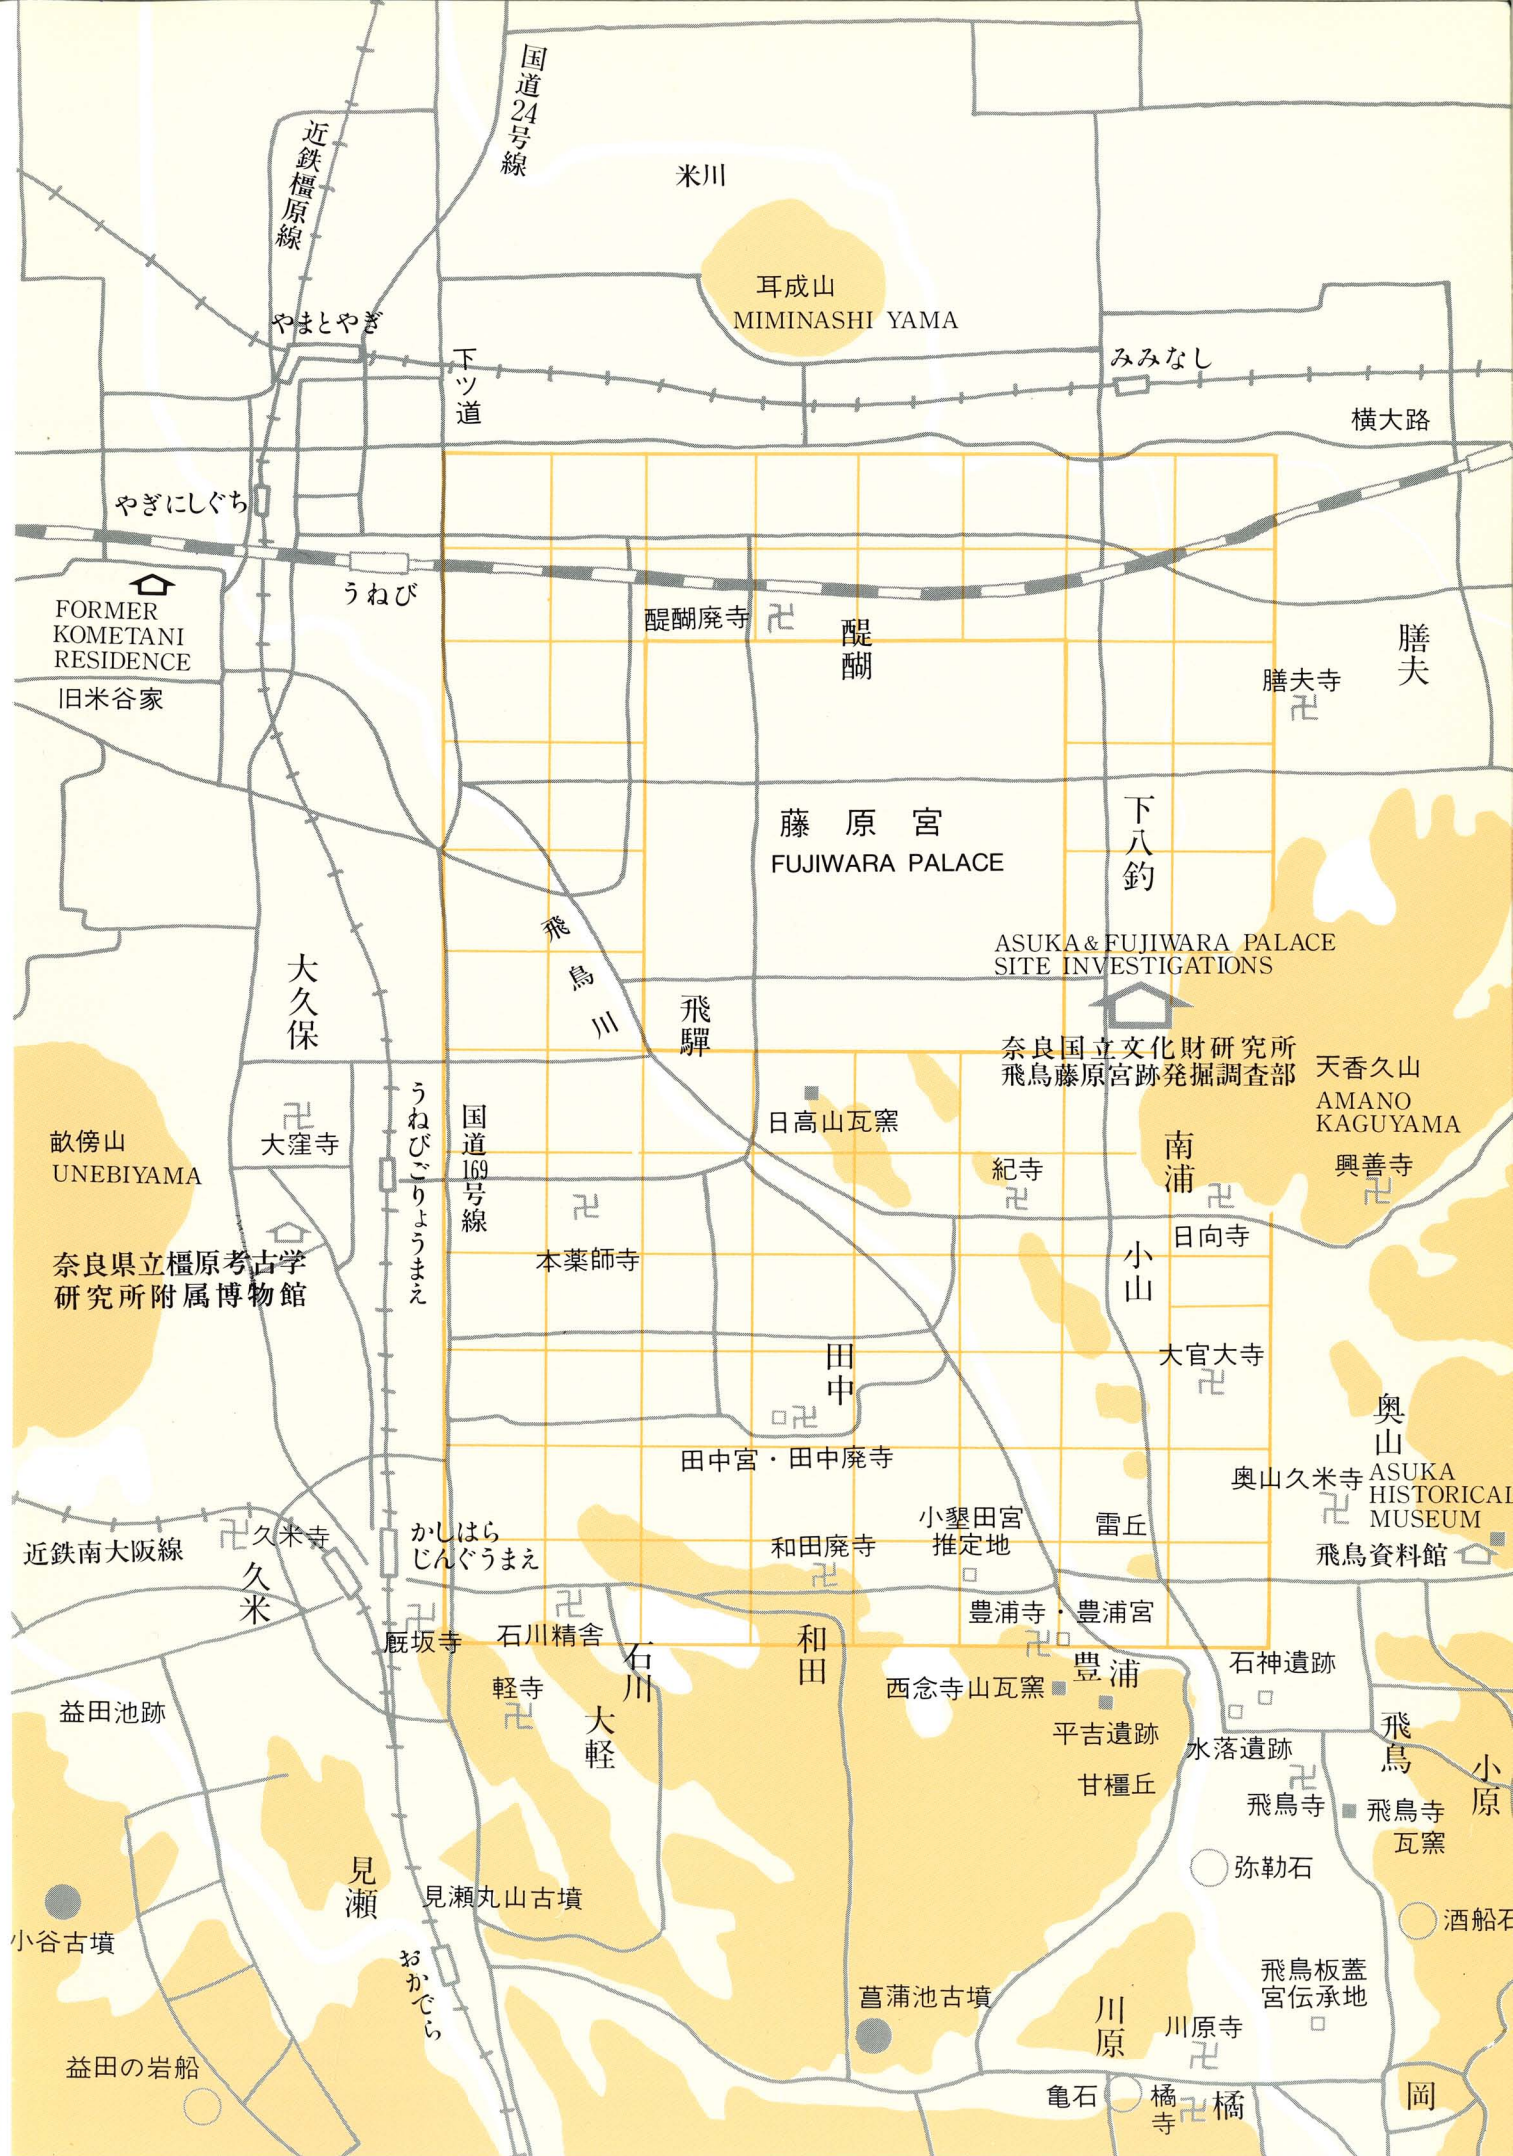 国道24号線
近鉄橿原線
米川
耳成山
MIMINASHI YAMA
やまとやぎ
下ツ道
みみなし
横大路
やぎにしぐち
うねび
FORMER
KOMETANI
RESIDENCE
旧米谷家
醍醐廃寺
醍醐
膳夫
膳夫寺
藤原宮
FUJIWARA PALACE
下八釣
飛鳥川
ASUKA & FUJIWARA PALACE
SITE INVESTIGATIONS
大久保
飛驒
奈良国立文化財研究所
飛鳥藤原宮跡発掘調査部
天香久山
AMANO
KAGUYAMA
畝傍山
UNEBIYAMA
大窪寺
うねびごりょうまえ
国道169号線
日高山瓦窯
紀寺
南浦
興善寺
日向寺
奈良県立橿原考古学
研究所附属博物館
本薬師寺
小山
田中
大官大寺
奥山
田中宮・田中廃寺
奥山久米寺
ASUKA
HISTORICAL
MUSEUM
飛鳥資料館
近鉄南大阪線
久米寺
久米
かしはら
じんぐうまえ
和田廃寺
小墾田宮
推定地
雷丘
厩坂寺
石川精舎
石川
和田
豊浦寺・豊浦宮
豊浦
石神遺跡
益田池跡
軽寺
大軽
西念寺山瓦窯
平吉遺跡
水落遺跡
飛鳥
小原
甘橿丘
飛鳥寺
飛鳥寺
瓦窯
見瀬
見瀬丸山古墳
弥勒石
酒船石
小谷古墳
おかでら
菖蒲池古墳
飛鳥板蓋
宮伝承地
川原
川原寺
益田の岩船
亀石
橘寺
橘
岡